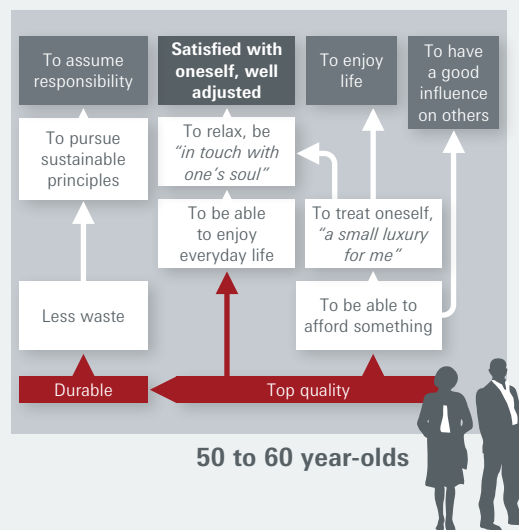 To assume
responsibility
Satisfied with
oneself, well
adjusted
To enjoy
life
To have
a good
influence
on others
To pursue
sustainable
principles
To relax, be
“in touch with
one’s soul”
To be able
to enjoy
everyday life
To treat oneself,
“a small luxury
for me”
Less waste
To be able to
afford something
Durable
Top quality
50 to 60 year-olds